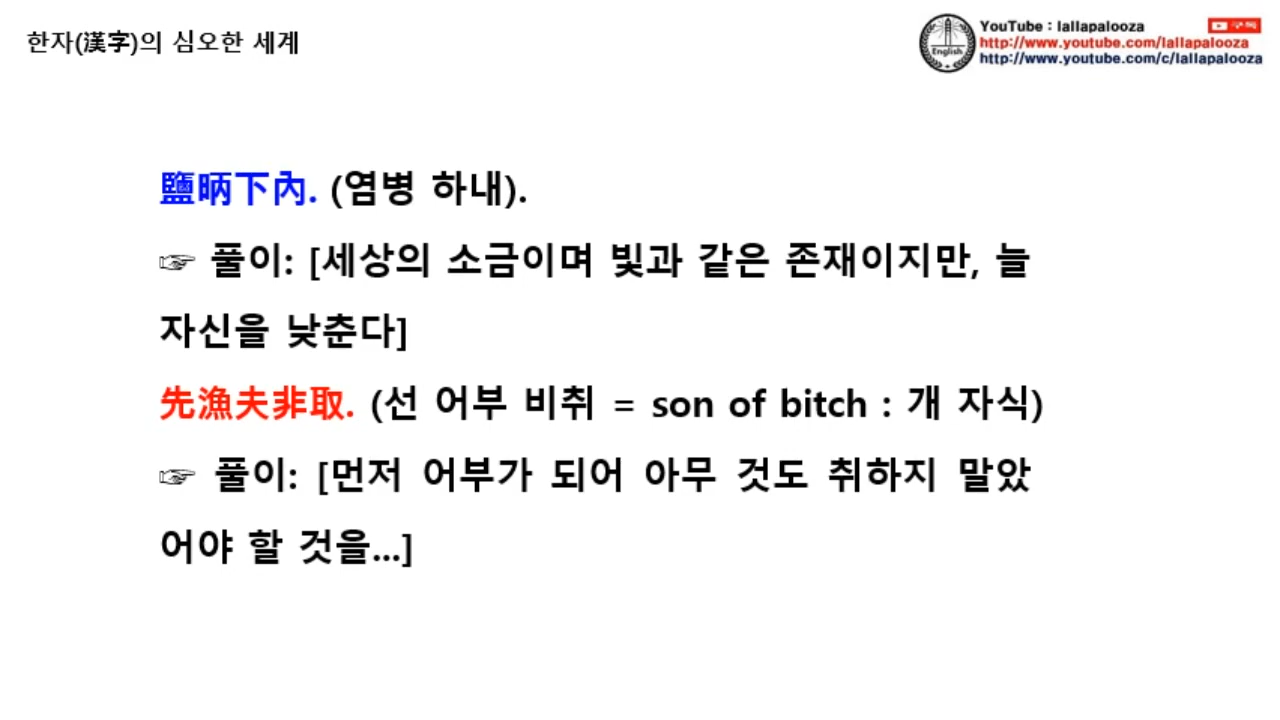 한자(漢字)의 심오한 세계
YouTube : lallapalooza
구독
http://www.youtube.com/lallapalooza
http://www.youtube.com/c/lallapalooza
English
鹽昞下內. (염병 하내).
☞ 풀이: [세상의 소금이며 빛과 같은 존재이지만, 늘
자신을 낮춘다]
先漁夫非取. (선 어부 비취 = son of bitch : 개 자식)
☞ 풀이: [먼저 어부가 되어 아무 것도 취하지 말았
어야 할 것을...]